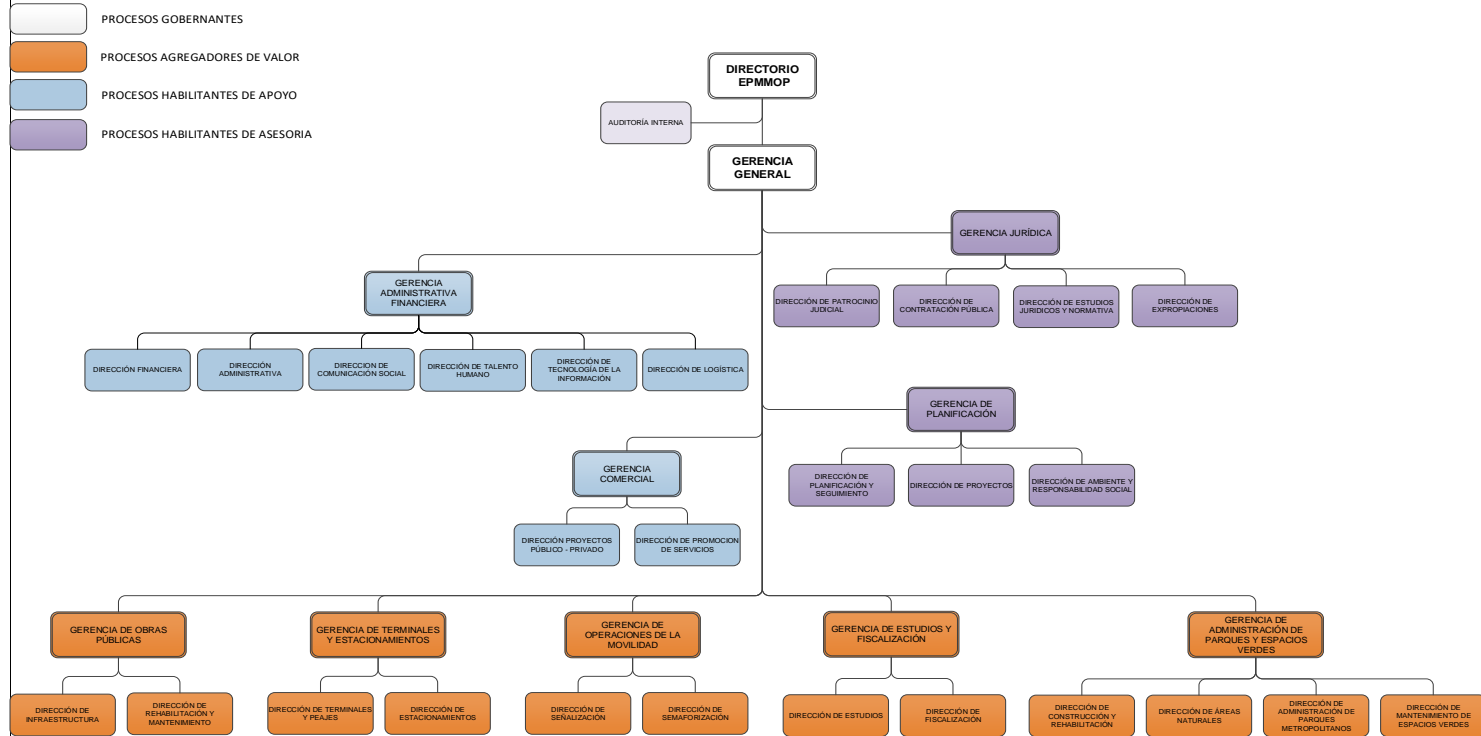 PROCESOS GOBERNANTES
PROCESOS AGREGADORES DE VALOR
PROCESOS HABILITANTES DE APOYO
PROCESOS HABILITANTES DE ASESORIA
DIRECTORIO
EPMMOP
AUDITORÍA INTERNA
GERENCIA
GENERAL
GERENCIA JURÍDICA
DIRECCIÓN DE PATROCINIO
JUDICIAL
DIRECCIÓN DE
CONTRATACIÓN PÚBLICA
DIRECCIÓN DE ESTUDIOS
JURIDICOS Y NORMATIVA
DIRECCIÓN DE
EXPROPIACIONES
GERENCIA
ADMINISTRATIVA
FINANCIERA
DIRECCIÓN FINANCIERA
DIRECCIÓN
ADMINISTRATIVA
DIRECCION DE
COMUNICACIÓN SOCIAL
DIRECCIÓN DE TALENTO
HUMANO
DIRECCIÓN DE
TECNOLOGÍA DE LA
INFORMACIÓN
DIRECCIÓN DE LOGÍSTICA
GERENCIA DE
PLANIFICACIÓN
DIRECCIÓN DE
PLANIFICACIÓN Y
SEGUIMIENTO
DIRECCIÓN DE PROYECTOS
DIRECCIÓN DE AMBIENTE Y
RESPONSABILIDAD SOCIAL
GERENCIA
COMERCIAL
DIRECCIÓN PROYECTOS
PÚBLICO - PRIVADO
DIRECCIÓN DE PROMOCION
DE SERVICIOS
GERENCIA DE OBRAS
PÚBLICAS
DIRECCIÓN DE
INFRAESTRUCTURA
DIRECCIÓN DE
REHABILITACIÓN Y
MANTENIMIENTO
GERENCIA DE TERMINALES
Y ESTACIONAMIENTOS
DIRECCIÓN DE TERMINALES
Y PEAJES
DIRECCIÓN DE
ESTACIONAMIENTOS
GERENCIA DE
OPERACIONES DE LA
MOVILIDAD
DIRECCIÓN DE
SEÑALIZACIÓN
DIRECCIÓN DE
SEMAFORIZACIÓN
GERENCIA DE ESTUDIOS Y
FISCALIZACIÓN
DIRECCIÓN DE ESTUDIOS
DIRECCIÓN DE
FISCALIZACIÓN
GERENCIA DE
ADMINISTRACIÓN DE
PARQUES Y ESPACIOS
VERDES
DIRECCIÓN DE
CONSTRUCCIÓN Y
REHABILITACIÓN
DIRECCIÓN DE ÁREAS
NATURALES
DIRECCIÓN DE
ADMINISTRACIÓN DE
PARQUES
METROPOLITANOS
DIRECCIÓN DE
MANTENIMIENTO DE
ESPACIOS VERDES